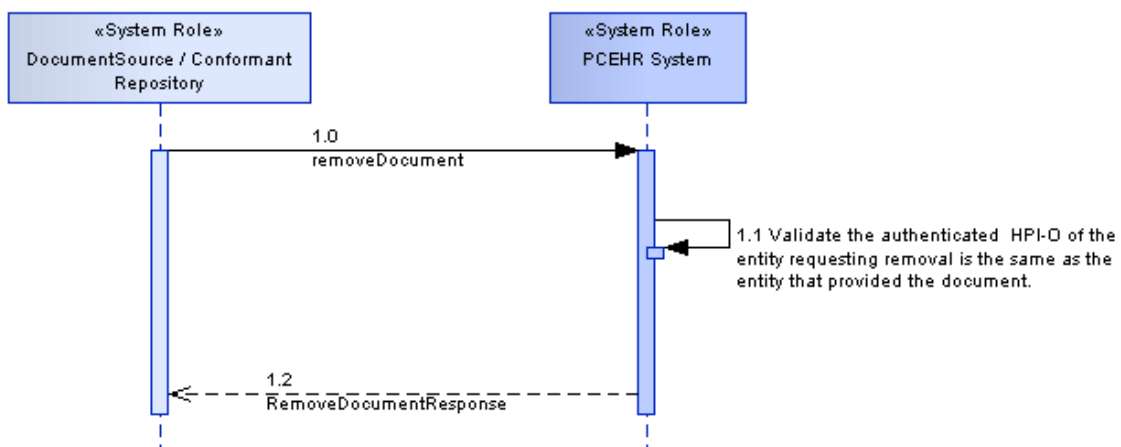 «System Role»
DocumentSource / Conformant
Repository
«System Role»
PCEHR System
1.0
removeDocument
1.1 Validate the authenticated HPI-O of the
entity requesting removal is the same as the
entity that provided the document.
1.2
RemoveDocumentResponse